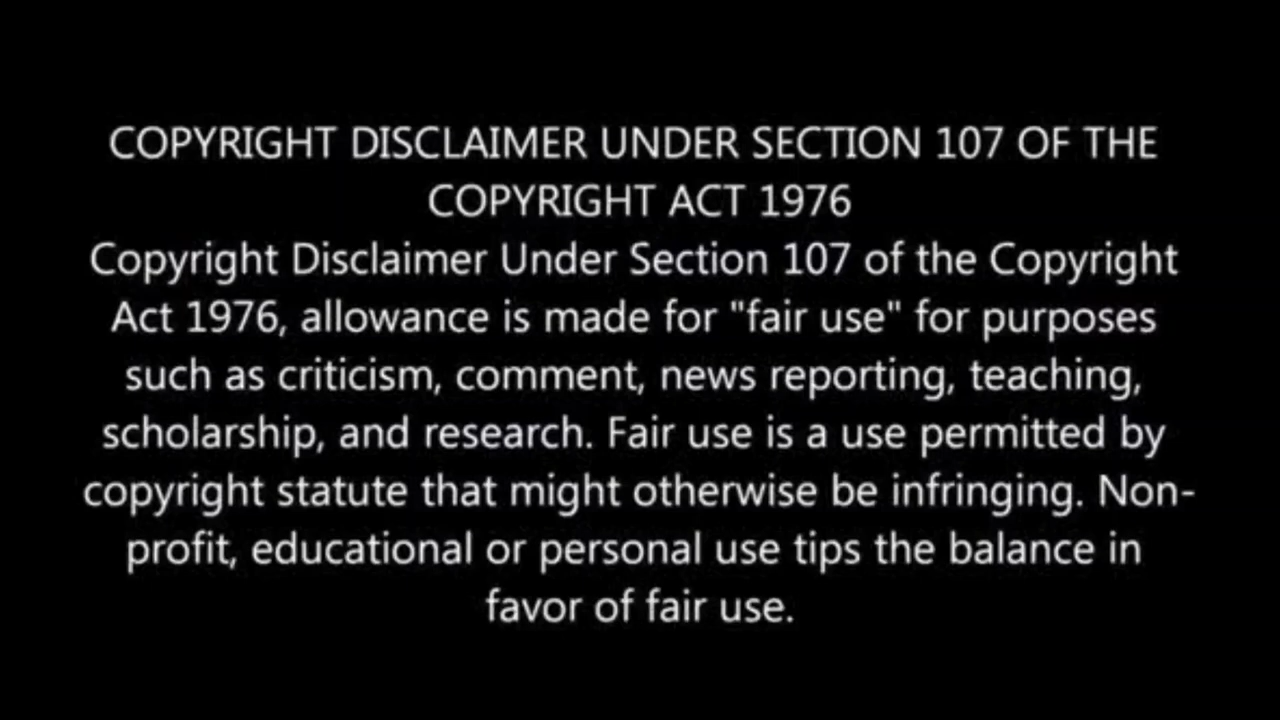 COPYRIGHT DISCLAIMER UNDER SECTION 107 OF THE
COPYRIGHT ACT 1976
Copyright Disclaimer Under Section 107 of the Copyright
Act 1976, allowance is made for "fair use" for purposes
such as criticism, comment, news reporting, teaching,
scholarship, and research. Fair use is a use permitted by
copyright statute that might otherwise be infringing. Non-
profit, educational or personal use tips the balance in
favor of fair use.